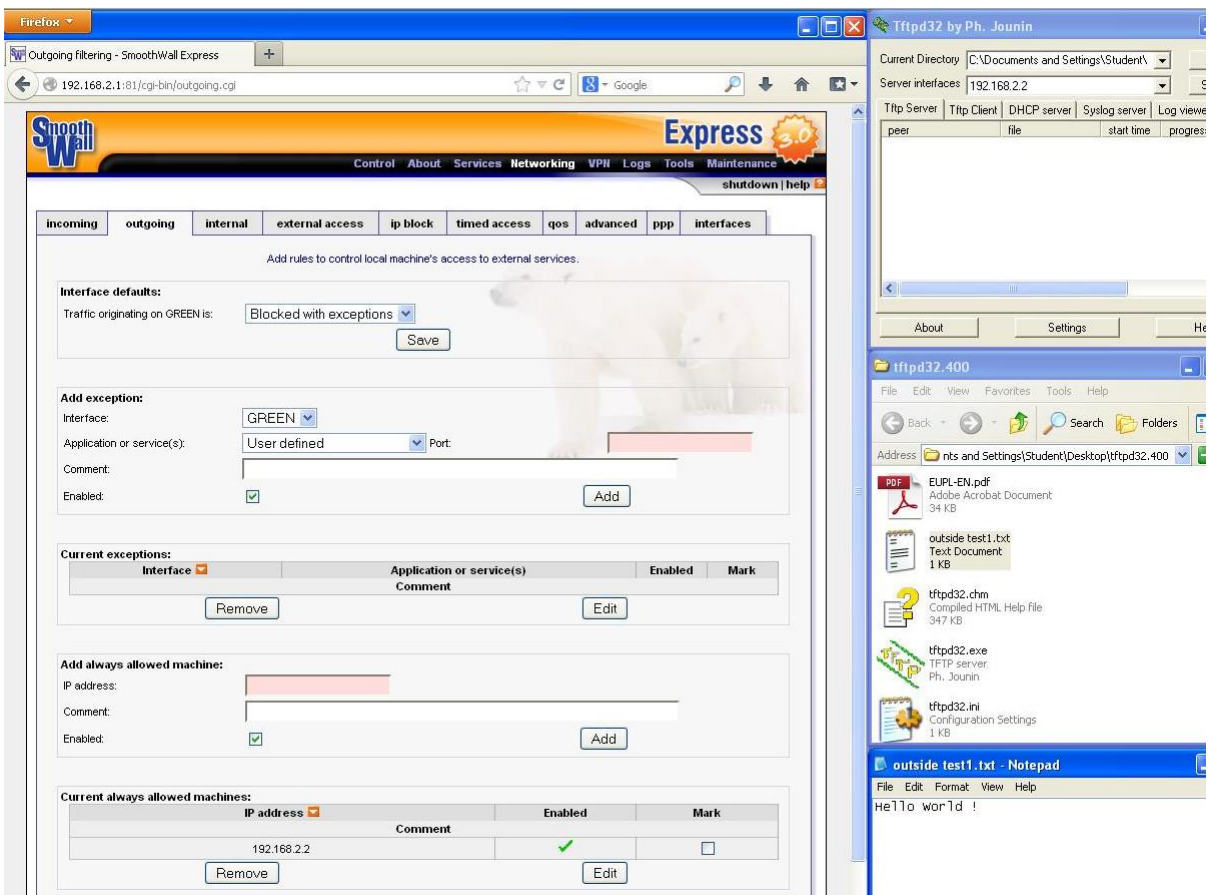 Firefox
Outgoing filtering - SmoothWall Express
+
192.168.2.1:81/cgi-bin/outgoing.cgi
Google
Smooth Wall
Express 3.0
Control About Services Networking VPN Logs Tools Maintenance
shutdown | help
incoming outgoing internal external access ip block timed access qos advanced ppp interfaces
Add rules to control local machine's access to external services.
Interface defaults:
Traffic originating on GREEN is: Blocked with exceptions
Save
Add exception:
Interface: GREEN
Application or service(s): User defined Port:
Comment:
Enabled: Add
Current exceptions:
Interface Application or service(s) Enabled Mark
Comment
Remove Edit
Add always allowed machine:
IP address:
Comment:
Enabled: Add
Current always allowed machines:
IP address Enabled Mark
Comment
192.168.2.2
Remove Edit
Tftpd32 by Ph. Jounin
Current Directory C:\Documents and Settings\Student\
Server interfaces 192.168.2.2 S
Tftp Server Tftp Client DHCP server Syslog server Log viewe
peer file start time progress
About Settings He
tftpd32.400
File Edit View Favorites Tools Help
Back Search Folders
Address nts and Settings\Student\Desktop\tftpd32.400
PDF
EUPL-EN.pdf
Adobe Acrobat Document
34 KB
outside test1.txt
Text Document
1 KB
tftpd32.chm
Compiled HTML Help file
347 KB
TFTP
tftpd32.exe
TFTP server
Ph. Jounin
tftpd32.ini
Configuration Settings
1 KB
outside test1.txt - Notepad
File Edit Format View Help
Hello World !